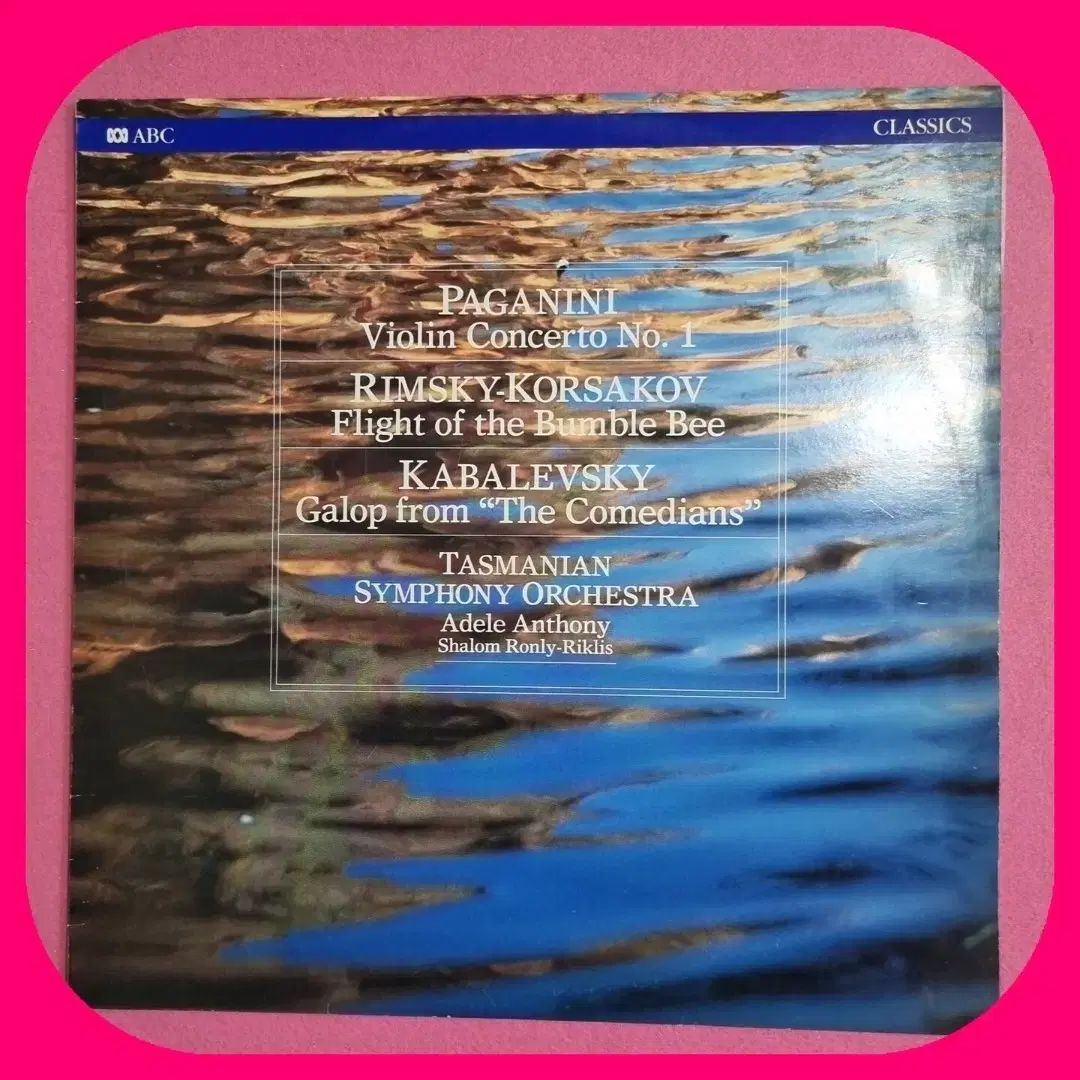 ABC
CLASSICS
PAGANINI
Violin Concerto No. 1
RIMSKY-KORSAKOV
Flight of the Bumble Bee
KABALEVSKY
Galop from “The Comedians”
TASMANIAN
SYMPHONY ORCHESTRA
Adele Anthony
Shalom Ronly-Riklis